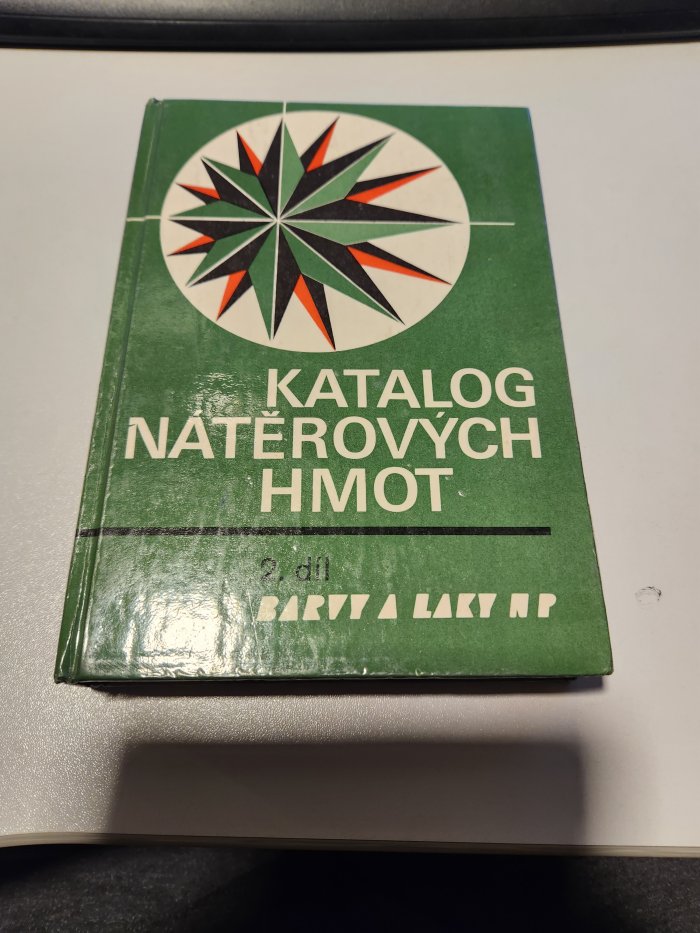 KATALOG
NÁTĚROVÝCH
HMOT
2. díl
BARVY A LAKY N P